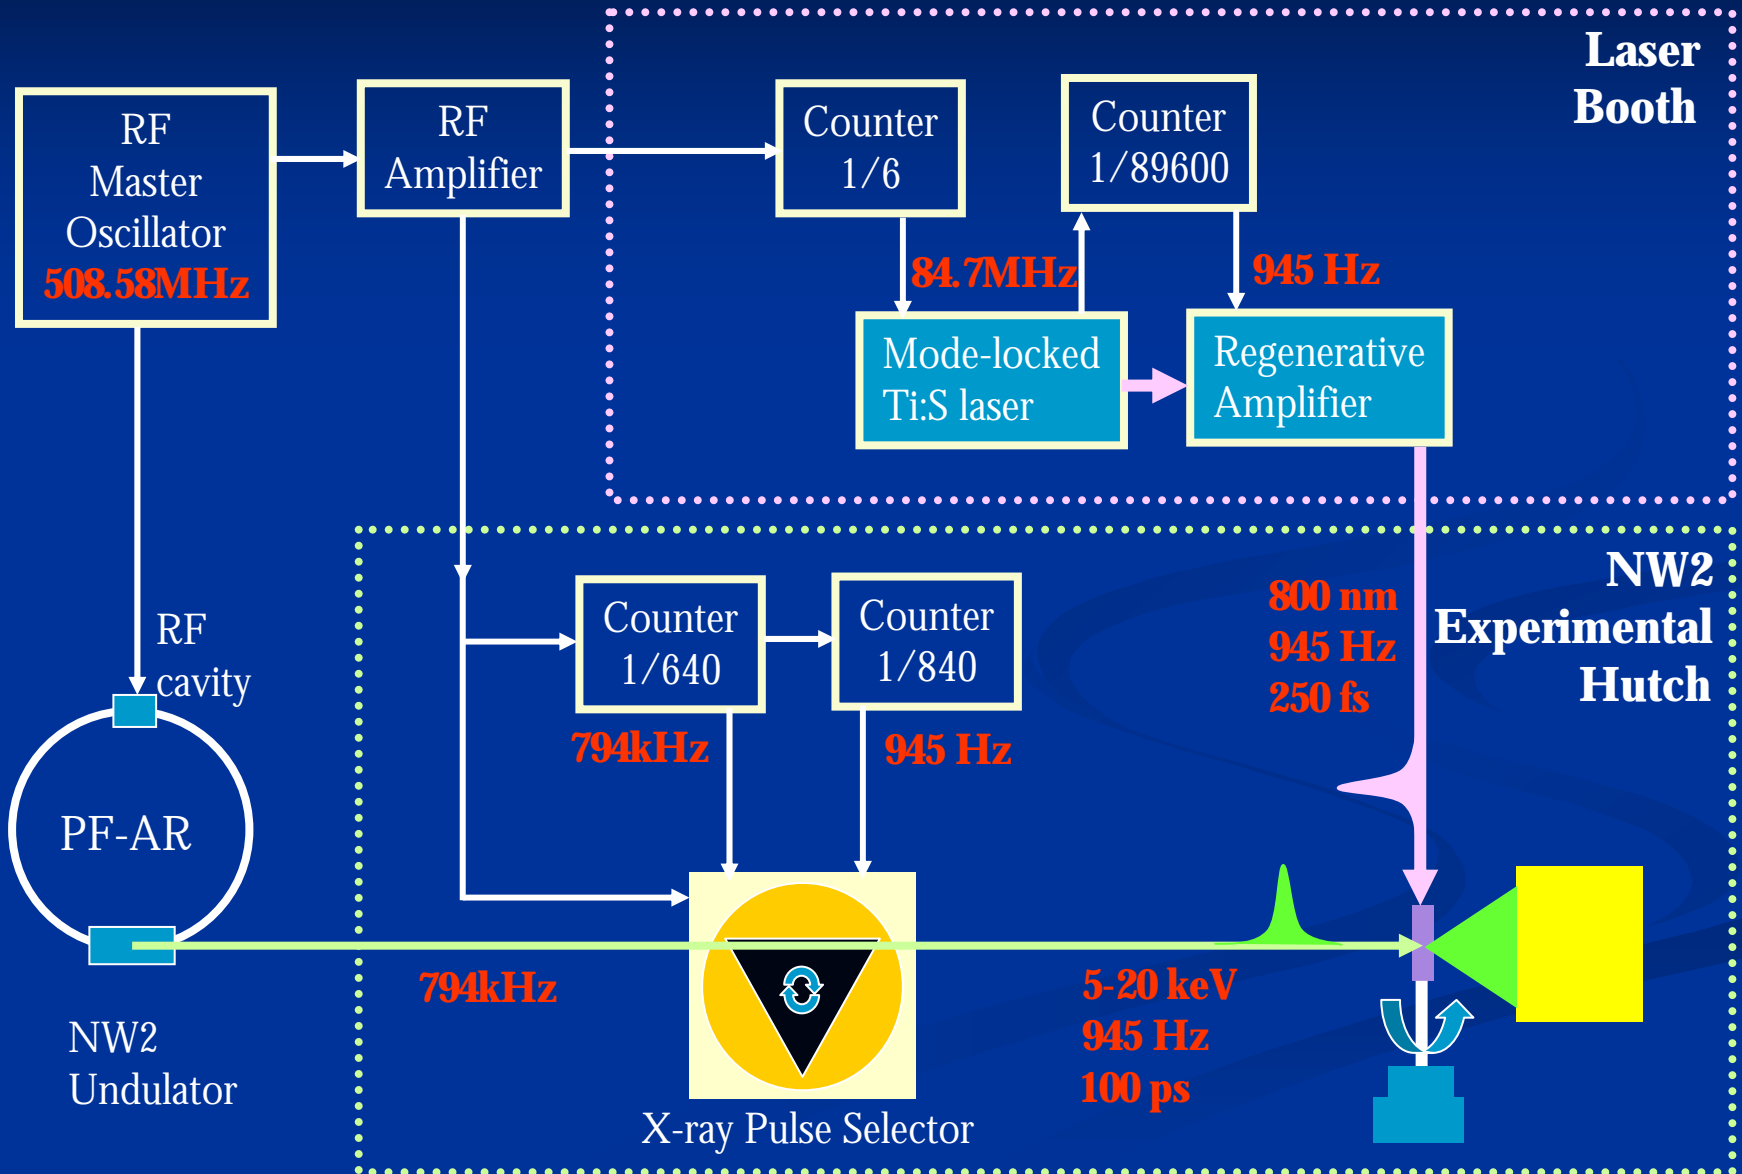 Laser
Booth
RF
Master
Oscillator
508.58MHz
RF
Amplifier
Counter
1/6
Counter
1/89600
84.7MHz
945 Hz
Mode-locked
Ti:S laser
Regenerative
Amplifier
NW2
Experimental
Hutch
800 nm
945 Hz
250 fs
RF
cavity
Counter
1/640
Counter
1/840
794kHz
945 Hz
PF-AR
794kHz
5-20 keV
945 Hz
100 ps
NW2
Undulator
X-ray Pulse Selector